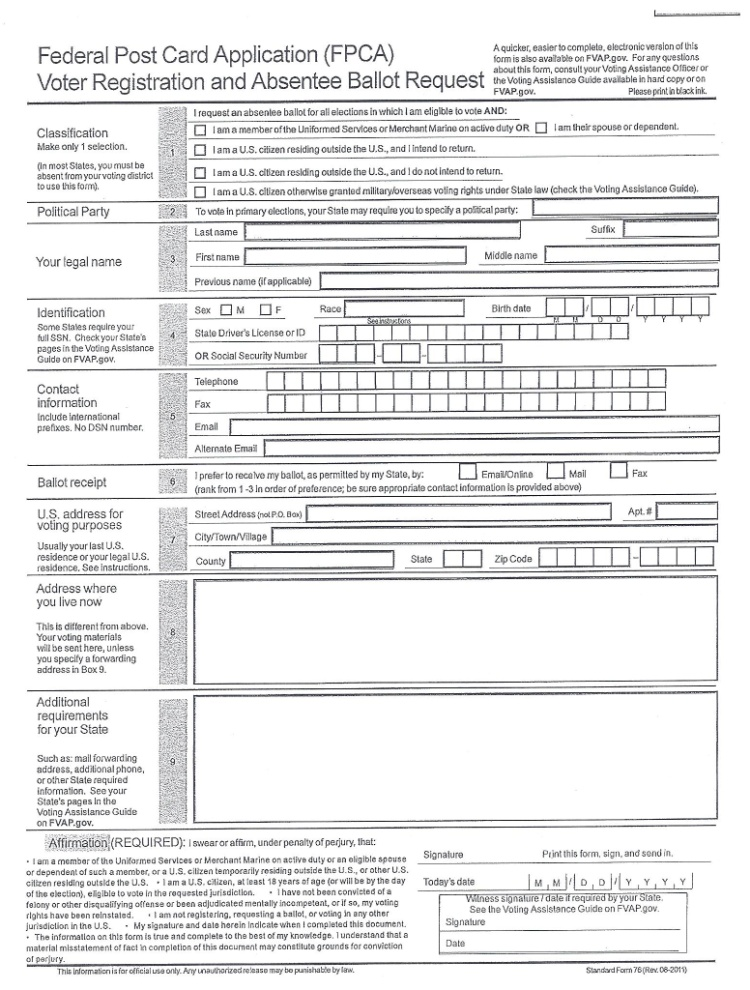 Federal Post Card Application (FPCA)
Voter Registration and Absentee Ballot Request
A quicker, easier to complete, electronic version of this
form is also available on FVAP.gov. For any questions
about this form, consult your Voting Assistance Officer or
the Voting Assistance Guide available in hard copy or on
FVAP.gov. Please print in black ink.
Classification
Make only 1 selection.
(In most States, you must be
absent from your voting district
to use this form).
1
I request an absentee ballot for all elections in which I am eligible to vote AND:
I am a member of the Uniformed Services or Merchant Marine on active duty OR I am their spouse or dependent.
I am a U.S. citizen residing outside the U.S., and I intend to return.
I am a U.S. citizen residing outside the U.S., and I do not intend to return.
I am a U.S. citizen otherwise granted military/overseas voting rights under State law (check the Voting Assistance Guide).
Political Party
2
To vote in primary elections, your State may require you to specify a political party:
Your legal name
3
Last name Suffix
First name Middle name
Previous name (if applicable)
Identification
Some States require your
full SSN. Check your State's
pages in the Voting Assistance
Guide on FVAP.gov.
4
Sex M F Race Birth date / /
See instructions M M D D Y Y Y Y
State Driver's License or ID
OR Social Security Number - -
Contact
information
Include international
prefixes. No DSN number.
5
Telephone
Fax
Email
Alternate Email
Ballot receipt
6
I prefer to receive my ballot, as permitted by my State, by: Email/Online Mail Fax
(rank from 1 -3 in order of preference; be sure appropriate contact information is provided above)
U.S. address for
voting purposes
Usually your last U.S.
residence or your legal U.S.
residence. See instructions.
7
Street Address (not P.O. Box) Apt. #
City/Town/Village
County State Zip Code -
Address where
you live now
This is different from above.
Your voting materials
will be sent here, unless
you specify a forwarding
address in Box 9.
8
Additional
requirements
for your State
Such as: mail forwarding
address, additional phone,
or other State required
information. See your
State's pages in the
Voting Assistance Guide
on FVAP.gov.
9
Affirmation (REQUIRED): I swear or affirm, under penalty of perjury, that:
• I am a member of the Uniformed Services or Merchant Marine on active duty or an eligible spouse
or dependent of such a member, or a U.S. citizen temporarily residing outside the U.S., or other U.S.
citizen residing outside the U.S. • I am a U.S. citizen, at least 18 years of age (or will be by the day
of the election), eligible to vote in the requested jurisdiction. • I have not been convicted of a
felony or other disqualifying offense or been adjudicated mentally incompetent, or if so, my voting
rights have been reinstated. • I am not registering, requesting a ballot, or voting in any other
jurisdiction in the U.S. • My signature and date herein indicate when I completed this document.
• The information on this form is true and complete to the best of my knowledge. I understand that a
material misstatement of fact in completion of this document may constitute grounds for conviction
of perjury.
Signature Print this form, sign, and send in.
Today's date M M / D D / Y Y Y Y
Witness signature / date if required by your State.
See the Voting Assistance Guide on FVAP.gov.
Signature
Date
This information is for official use only. Any unauthorized release may be punishable by law.
Standard Form 76 (Rev. 08-2011)